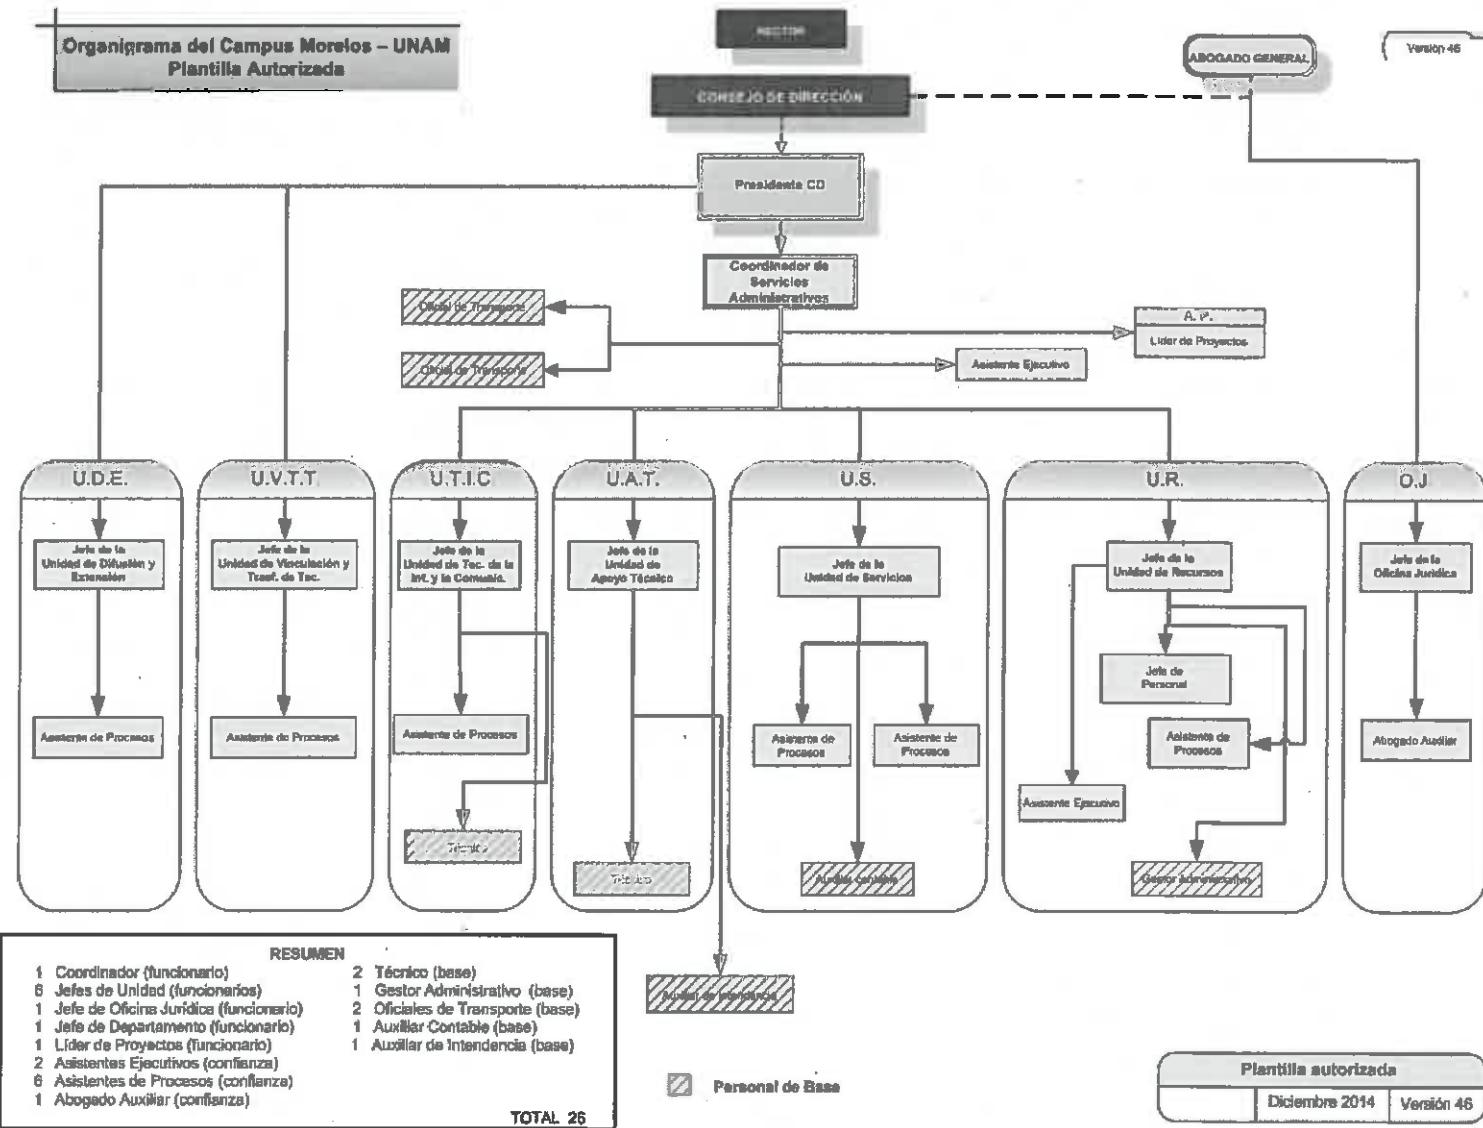 Organigrama del Campus Morelos – UNAM
Plantilla Autorizada
RECTOR
ABOGADO GENERAL
Versión 46
CONSEJO DE DIRECCIÓN
Presidente CD
Coordinador de
Servicios
Administrativos
Oficial de Transporte
Oficial de Transporte
A. P.
Líder de Proyectos
Asistente Ejecutivo
U.D.E.
U.V.T.T.
U.T.I.C
U.A.T.
U.S.
U.R.
O.J.
Jefe de la
Unidad de Difusión y
Extensión
Jefe de la
Unidad de Vinculación y
Trasf. de Tec.
Jefe de la
Unidad de Tec. de la
Inf. y la Comunic.
Jefe de la
Unidad de
Apoyo Técnico
Jefe de la
Unidad de Servicios
Jefe de la
Unidad de Recursos
Jefe de la
Oficina Jurídica
Jefe de
Personal
Asistente de Procesos
Asistente de Procesos
Asistente de Procesos
Asistente de
Procesos
Asistente de
Procesos
Asistente de
Procesos
Abogado Auxiliar
Asistente Ejecutivo
Técnico
Técnico
Auxiliar contable
Gestor Administrativo
Auxiliar de Intendencia
RESUMEN
1 Coordinador (funcionario)
6 Jefes de Unidad (funcionarios)
1 Jefe de Oficina Jurídica (funcionario)
1 Jefe de Departamento (funcionario)
1 Líder de Proyectos (funcionario)
2 Asistentes Ejecutivos (confianza)
6 Asistentes de Procesos (confianza)
1 Abogado Auxiliar (confianza)
2 Técnico (base)
1 Gestor Administrativo (base)
2 Oficiales de Transporte (base)
1 Auxiliar Contable (base)
1 Auxiliar de Intendencia (base)
TOTAL 26
Personal de Base
Plantilla autorizada
Diciembre 2014
Versión 46